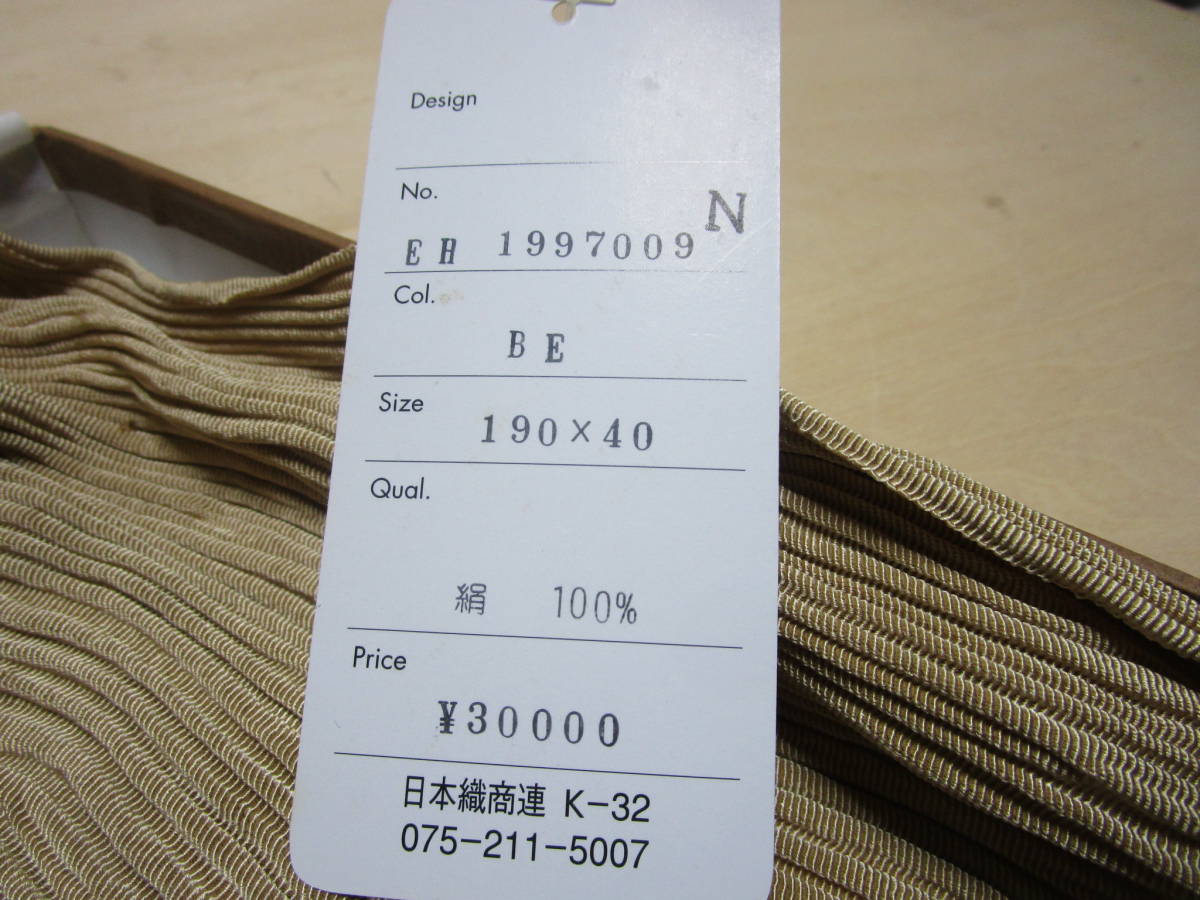 Design
No.
N
EH 1997009
Col.
BE
Size
190×40
Qual.
絹 100%
Price
¥30000
日本織商連 K-32
075-211-5007